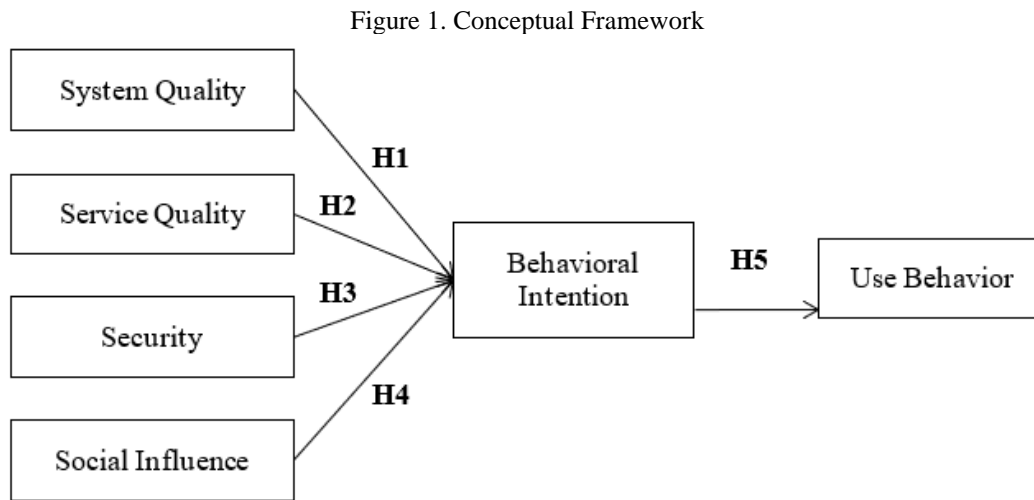 Figure 1. Conceptual Framework
System Quality
H1
Service Quality
H2
Behavioral
Intention
H5
Use Behavior
H3
Security
H4
Social Influence